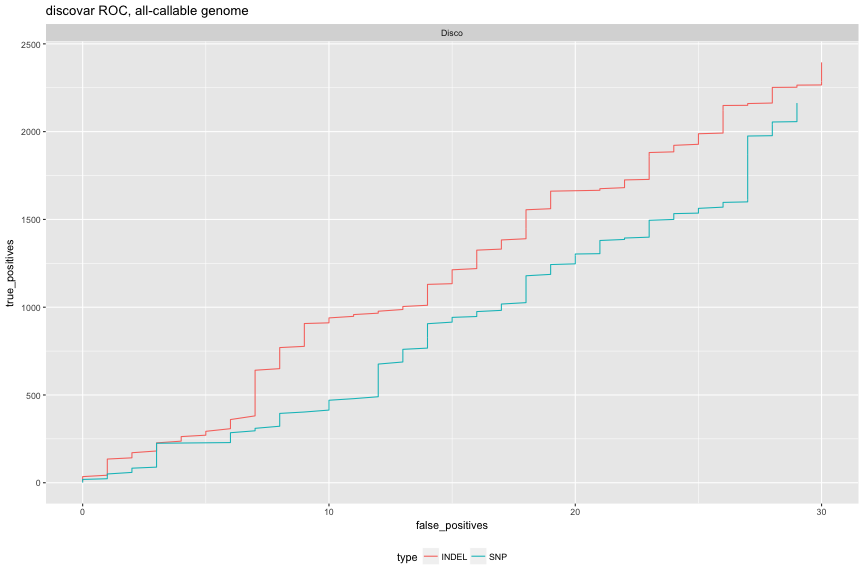 discovar ROC, all-callable genome
Disco
2500
2000
1500
1000
500
0
true_positives
0 10 20 30
false_positives
type INDEL SNP